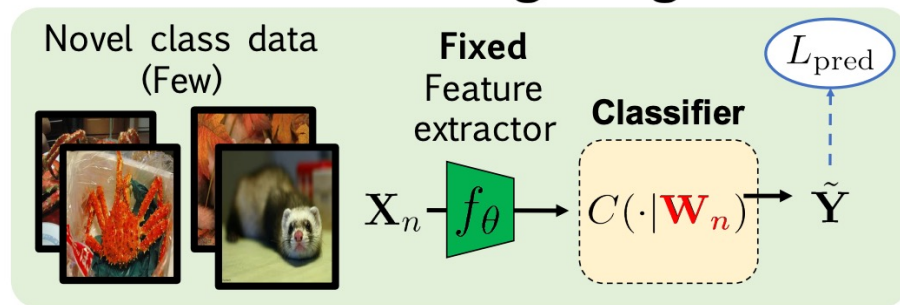 Novel class data
(Few)
Fixed
Feature
extractor
Classifier
L_pred
X_n
f_θ
C(·|W_n)
Ỹ